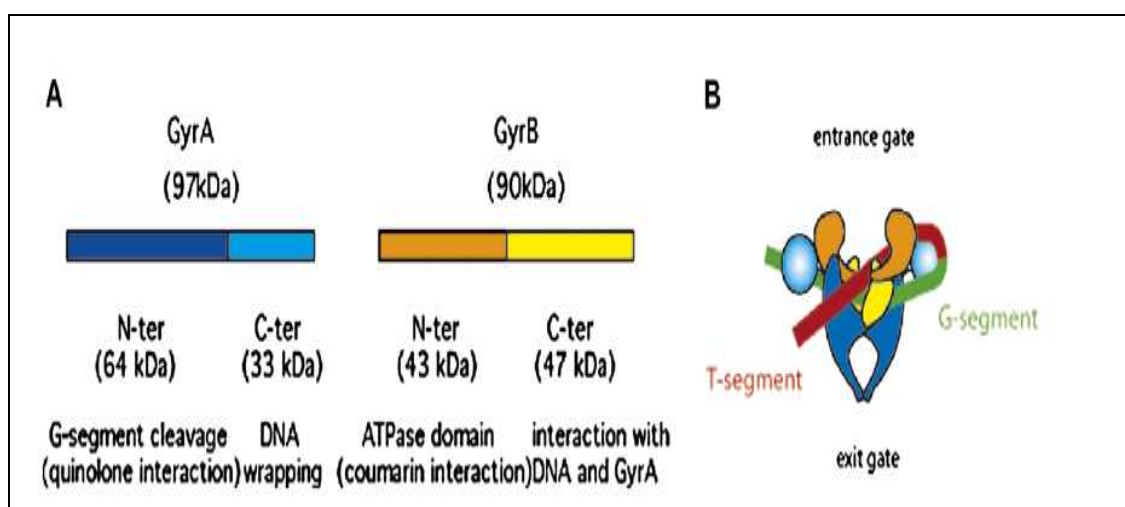 A
GyrA
(97kDa)
N-ter
(64 kDa)
C-ter
(33 kDa)
G-segment cleavage
(quinolone interaction)
DNA
wrapping
GyrB
(90kDa)
N-ter
(43 kDa)
C-ter
(47 kDa)
ATPase domain
(coumarin interaction)
interaction with
DNA and GyrA
B
entrance gate
G-segment
T-segment
exit gate